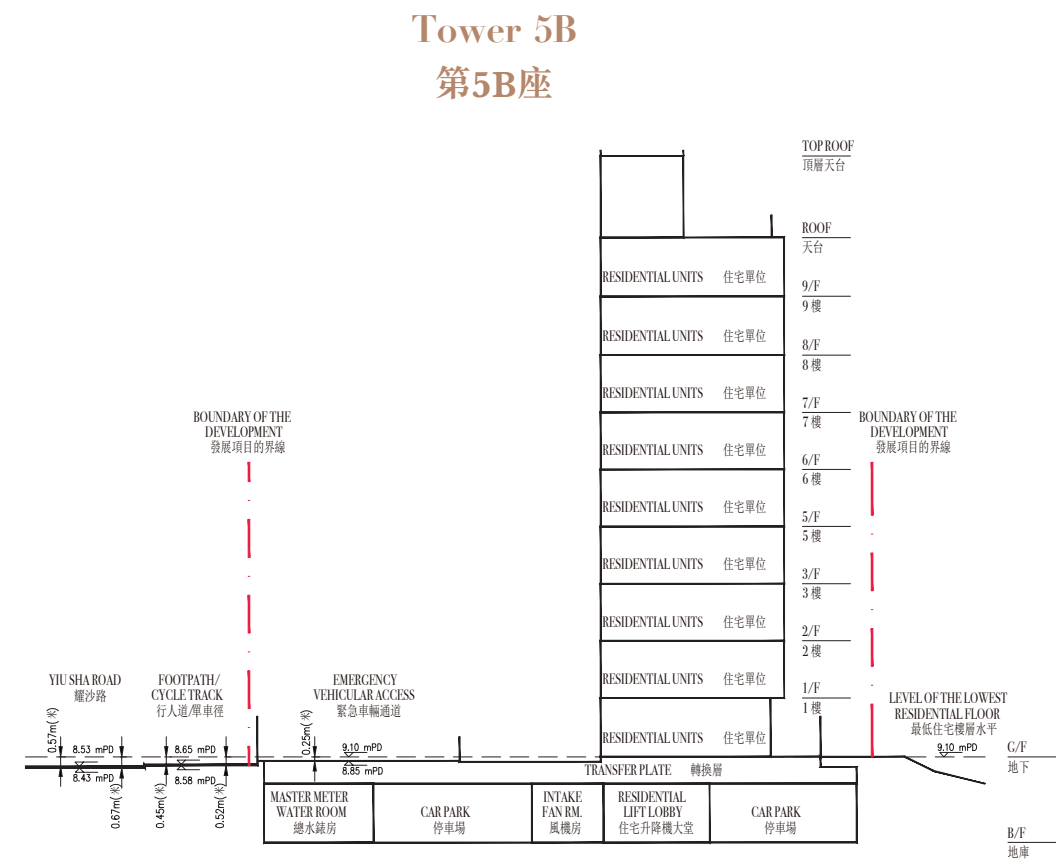 Tower 5B
第5B座
TOP ROOF
頂層天台
ROOF
天台
RESIDENTIAL UNITS 住宅單位
9/F
9 樓
RESIDENTIAL UNITS 住宅單位
8/F
8 樓
RESIDENTIAL UNITS 住宅單位
7/F
7 樓
BOUNDARY OF THE
DEVELOPMENT
發展項目的界線
BOUNDARY OF THE
DEVELOPMENT
發展項目的界線
RESIDENTIAL UNITS 住宅單位
6/F
6 樓
RESIDENTIAL UNITS 住宅單位
5/F
5 樓
RESIDENTIAL UNITS 住宅單位
3/F
3 樓
RESIDENTIAL UNITS 住宅單位
2/F
2 樓
RESIDENTIAL UNITS 住宅單位
1/F
1 樓
YIU SHA ROAD
耀沙路
FOOTPATH/
CYCLE TRACK
行人道/單車徑
EMERGENCY
VEHICULAR ACCESS
緊急車輛通道
LEVEL OF THE LOWEST
RESIDENTIAL FLOOR
最低住宅樓層水平
RESIDENTIAL UNITS 住宅單位
0.57m(米)
8.53 mPD
8.43 mPD
0.67m(米)
0.45m(米)
8.65 mPD
8.58 mPD
0.52m(米)
0.25m(米)
9.10 mPD
8.85 mPD
9.10 mPD
G/F
地下
TRANSFER PLATE 轉換層
MASTER METER
WATER ROOM
總水錶房
CAR PARK
停車場
INTAKE
FAN RM.
風機房
RESIDENTIAL
LIFT LOBBY
住宅升降機大堂
CAR PARK
停車場
B/F
地庫